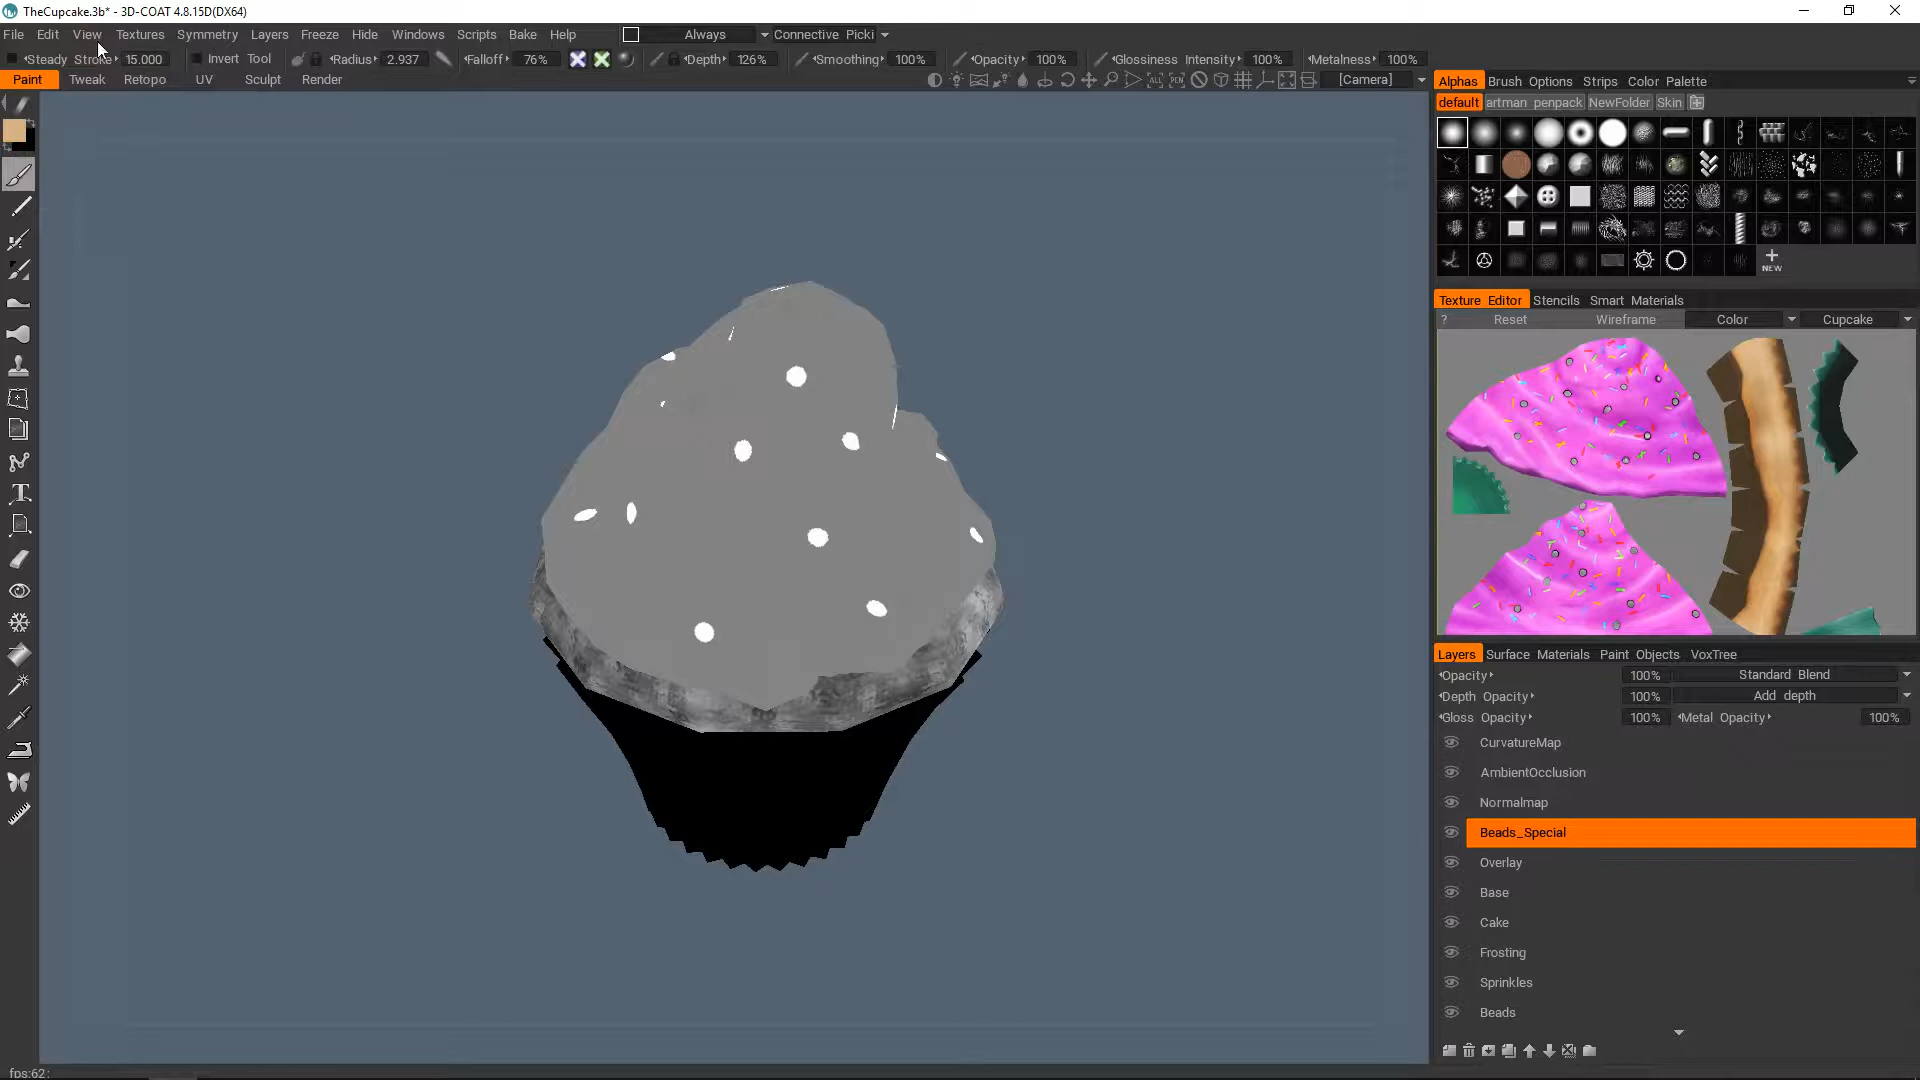 TheCupcake.3b* - 3D-COAT 4.8.15D(DX64)
File Edit View Textures Symmetry Layers Freeze Hide Windows Scripts Bake Help Always Connective Picki
Steady Stroke 15.000 Invert Tool Radius 2.937 Falloff 76% Depth 126% Smoothing 100% Opacity 100% Glossiness Intensity 100% Metalness 100%
Paint Tweak Retopo UV Sculpt Render [Camera]
Alphas Brush Options Strips Color Palette
default artman penpack NewFolder Skin
NEW
Texture Editor Stencils Smart Materials
? Reset Wireframe Color Cupcake
Layers Surface Materials Paint Objects VoxTree
Opacity 100% Standard Blend
Depth Opacity 100% Add depth
Gloss Opacity 100% Metal Opacity 100%
CurvatureMap
AmbientOcclusion
Normalmap
Beads_Special
Overlay
Base
Cake
Frosting
Sprinkles
Beads
fps:62;